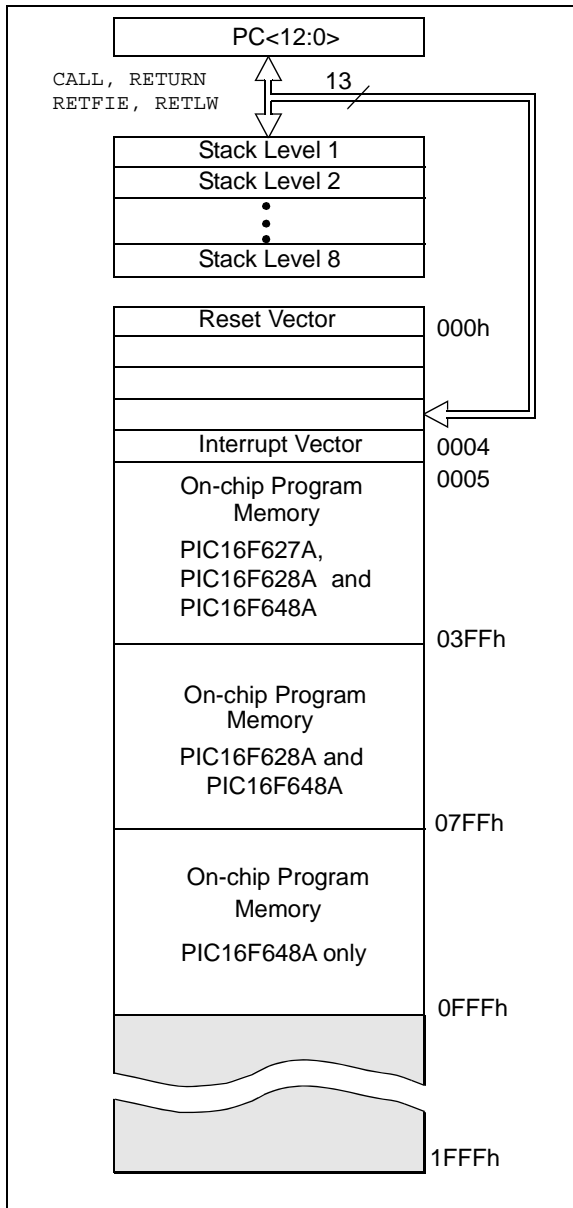 PC<12:0>
CALL, RETURN
RETFIE, RETLW
13
Stack Level 1
Stack Level 2
Stack Level 8
Reset Vector
000h
Interrupt Vector
0004
0005
On-chip Program
Memory
PIC16F627A,
PIC16F628A and
PIC16F648A
03FFh
On-chip Program
Memory
PIC16F628A and
PIC16F648A
07FFh
On-chip Program
Memory
PIC16F648A only
0FFFh
1FFFh